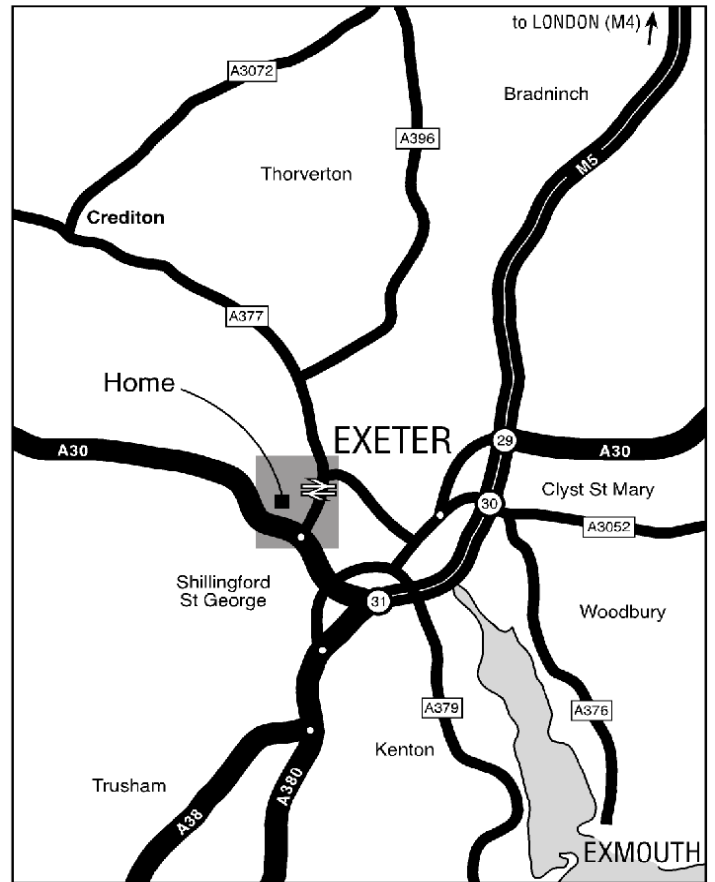 to LONDON (M4)
A3072
Bradninch
A396
M5
Thorverton
Crediton
A377
Home
EXETER
29
A30
A30
Clyst St Mary
30
A3052
Shillingford
St George
31
Woodbury
A379
A376
Kenton
Trusham
A380
A38
EXMOUTH